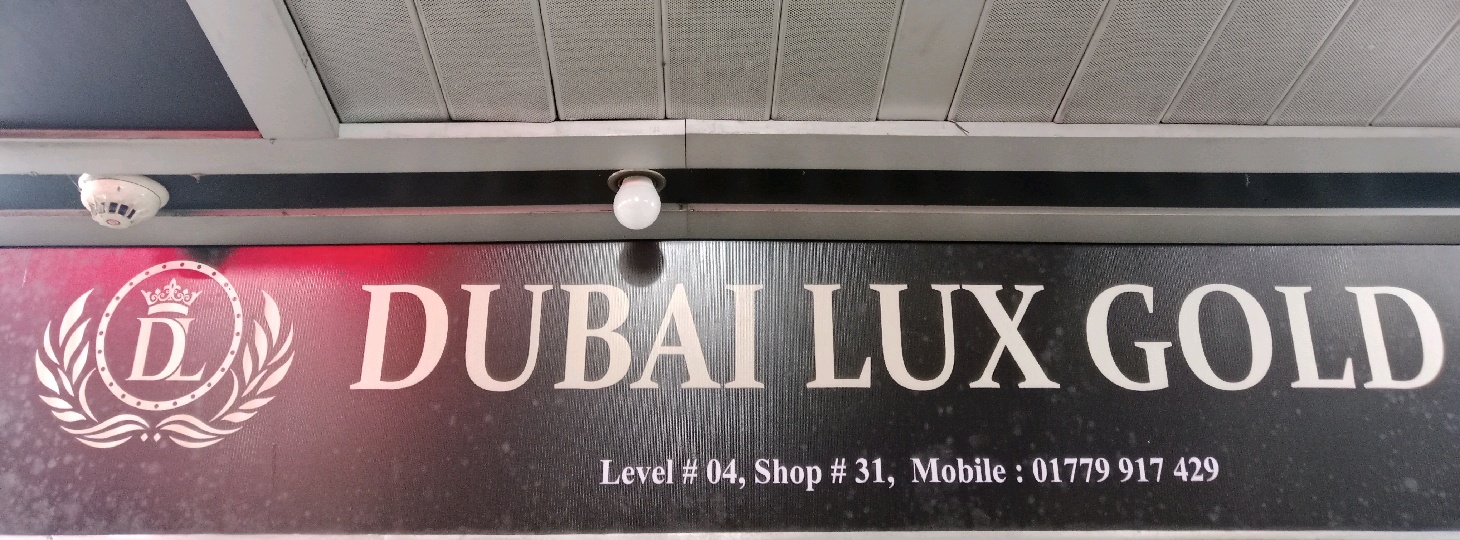 DL
DUBAI LUX GOLD
Level # 04, Shop # 31, Mobile : 01779 917 429